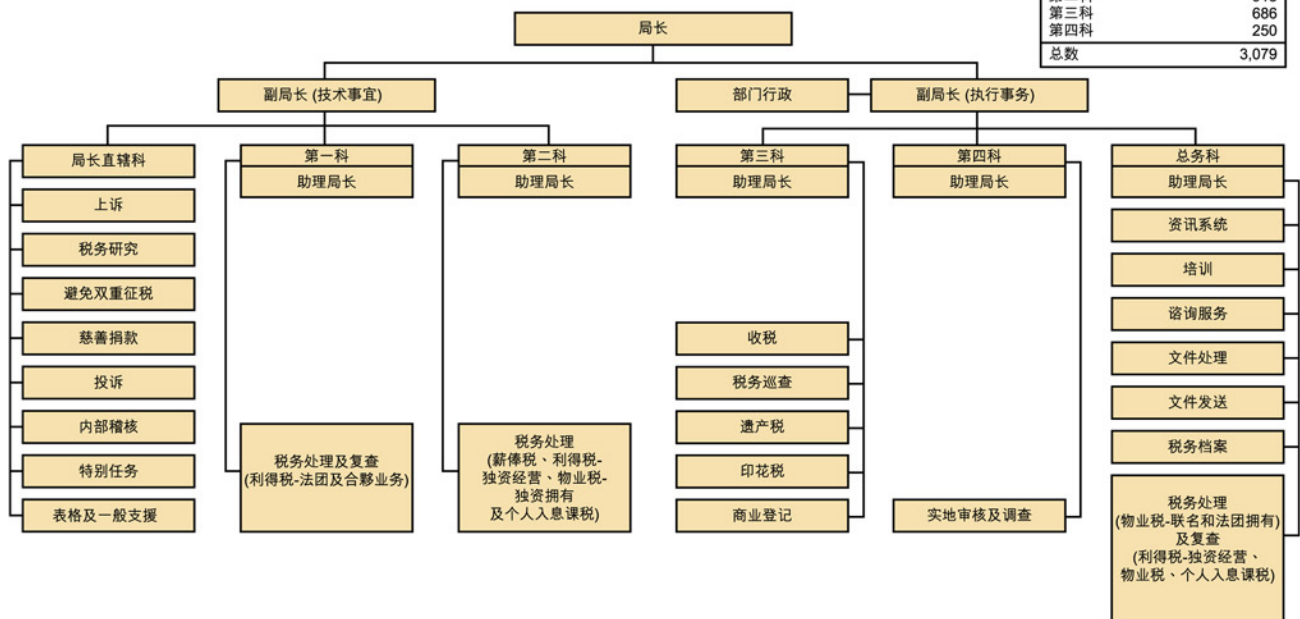 第三科 686
第四科 250
总数 3,079
局长
副局长 (技术事宜)
部门行政
副局长 (执行事务)
局长直辖科
上诉
税务研究
避免双重征税
慈善捐款
投诉
内部稽核
特别任务
表格及一般支援
第一科
助理局长
税务处理及复查
(利得税-法团及合夥业务)
第二科
助理局长
税务处理
(薪俸税、利得税-
独资经营、物业税-
独资拥有
及个人入息课税)
第三科
助理局长
收税
税务巡查
遗产税
印花税
商业登记
第四科
助理局长
实地审核及调查
总务科
助理局长
资讯系统
培训
谘询服务
文件处理
文件发送
税务档案
税务处理
(物业税-联名和法团拥有)
及复查
(利得税-独资经营、
物业税、个人入息课税)